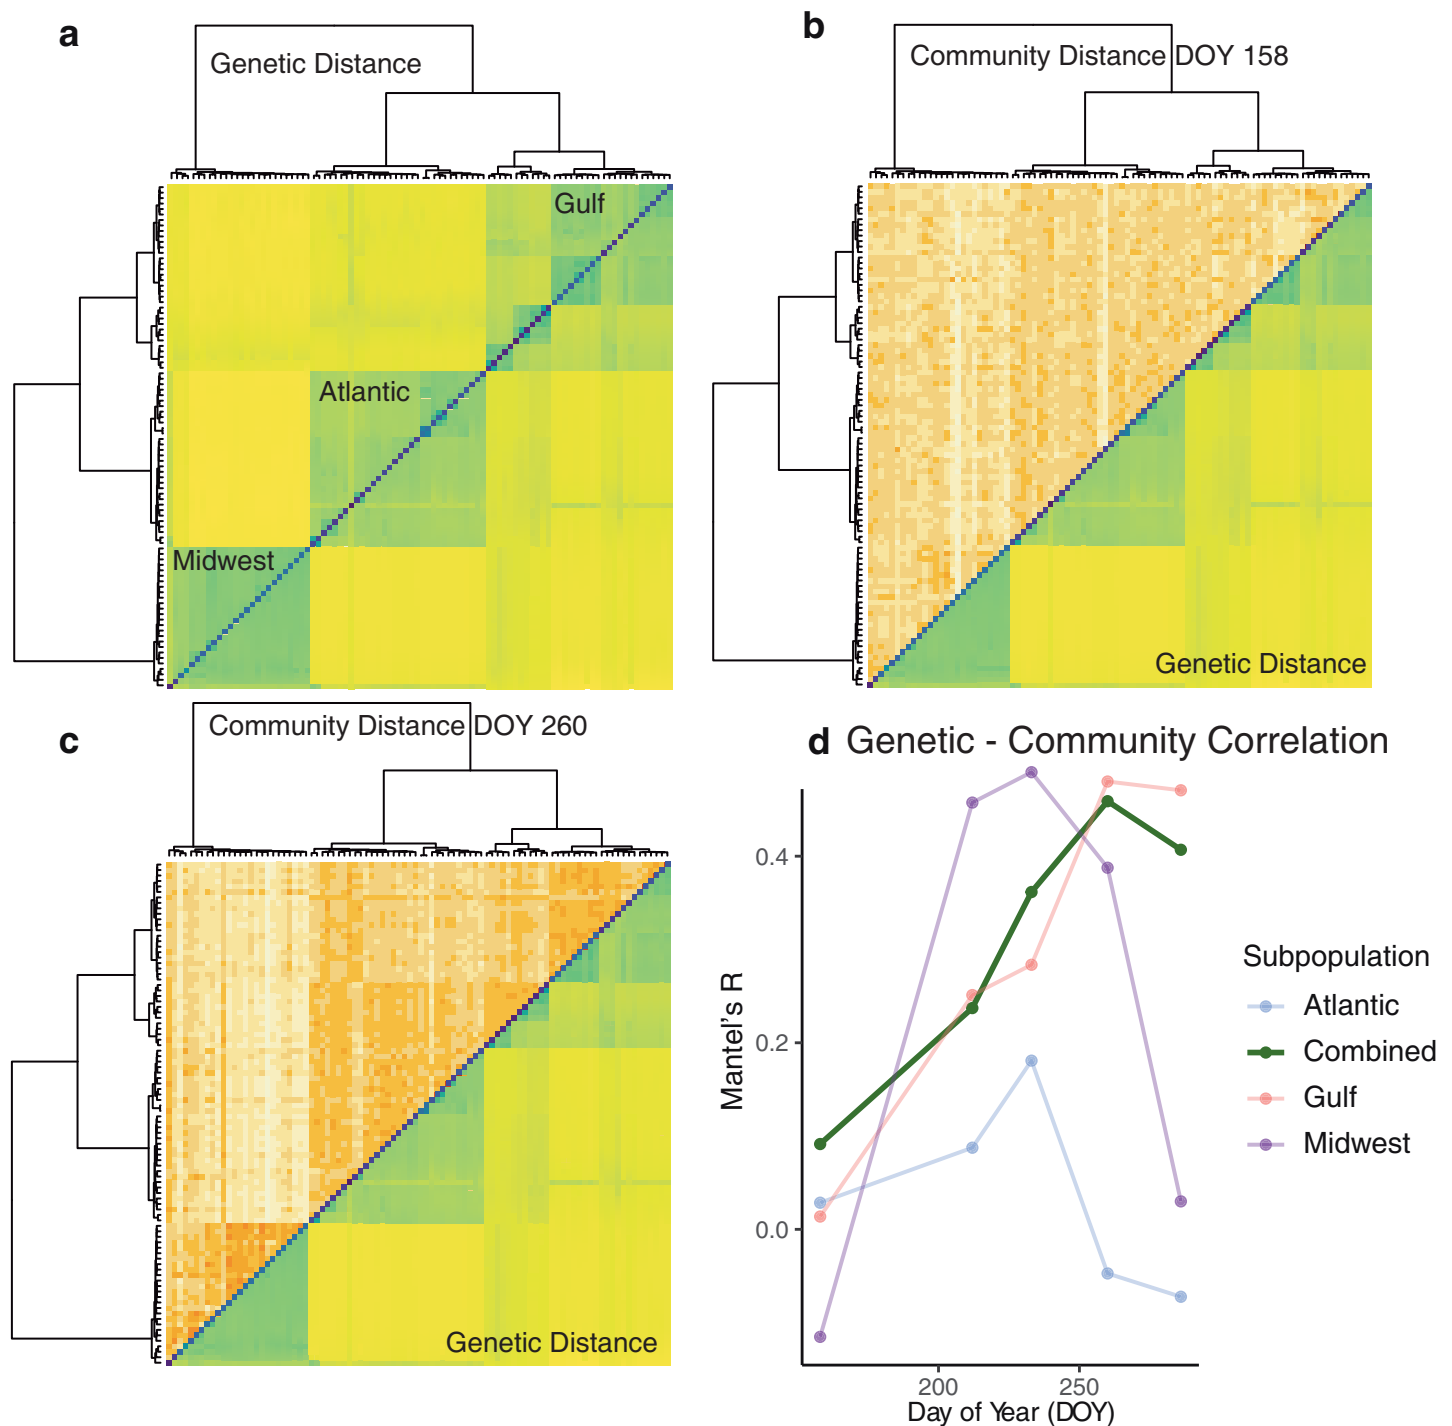 a
Genetic Distance
Gulf
Atlantic
Midwest
b
Community Distance DOY 158
Genetic Distance
c
Community Distance DOY 260
Genetic Distance
d Genetic - Community Correlation
Mantel's R
0.4
0.2
0.0
200 250
Day of Year (DOY)
Subpopulation
Atlantic
Combined
Gulf
Midwest